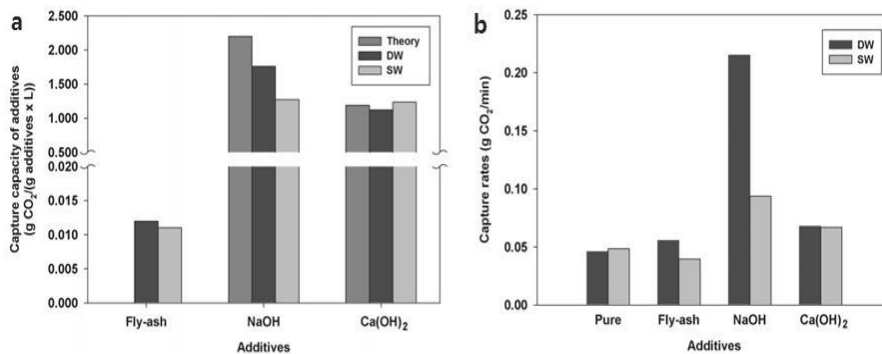 a
Capture capacity of additives
(g CO2/(g additives x L))
2.500
2.000
1.500
1.000
0.500
0.020
0.015
0.010
0.005
0.000
Theory
DW
SW
Fly-ash NaOH Ca(OH)2
Additives
b
Capture rates (g CO2/min)
0.25
0.20
0.15
0.10
0.05
0.00
DW
SW
Pure Fly-ash NaOH Ca(OH)2
Additives